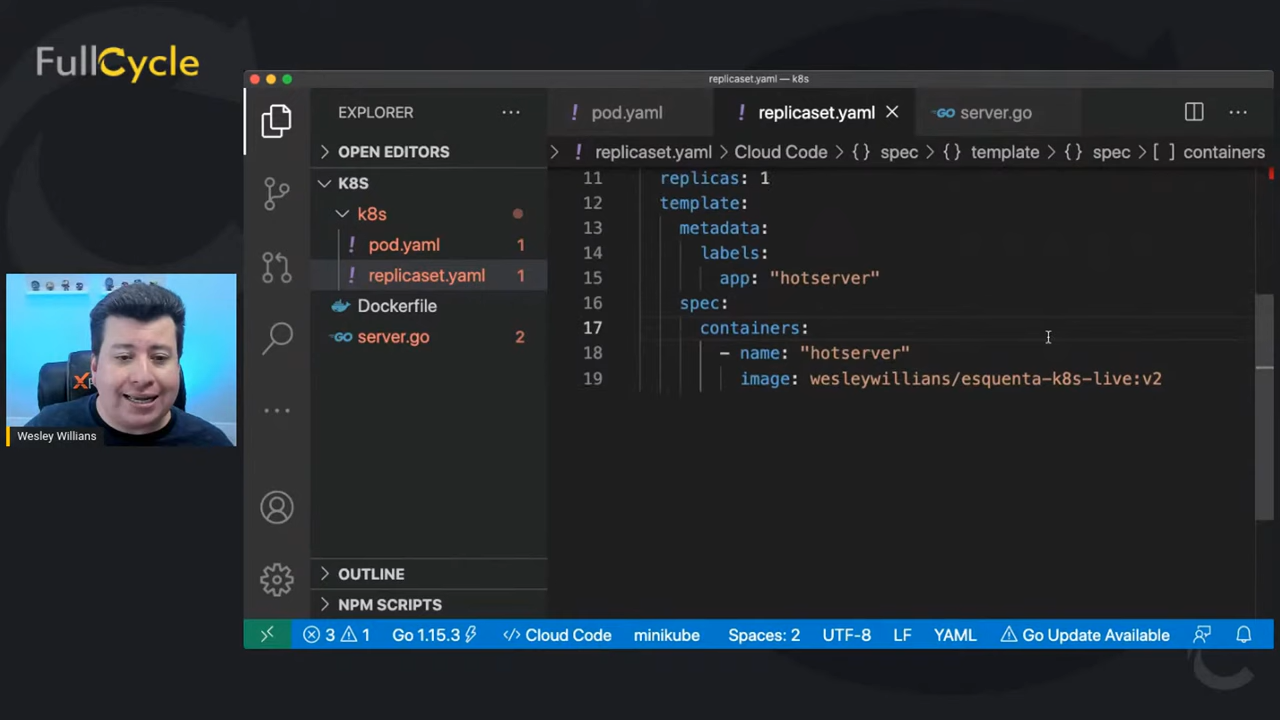 FullCycle
replicaset.yaml — k8s
EXPLORER ...
! pod.yaml
! replicaset.yaml ×
GO server.go
...
OPEN EDITORS
! replicaset.yaml > Cloud Code > {} spec > {} template > {} spec > [ ] containers
K8S
k8s
! pod.yaml 1
! replicaset.yaml 1
Dockerfile
GO server.go 2
11 replicas: 1
12 template:
13 metadata:
14 labels:
15 app: "hotserver"
16 spec:
17 containers:
18 - name: "hotserver"
19 image: wesleywillians/esquenta-k8s-live:v2
Wesley Willians
OUTLINE
NPM SCRIPTS
3 1 Go 1.15.3 </> Cloud Code minikube Spaces: 2 UTF-8 LF YAML Go Update Available